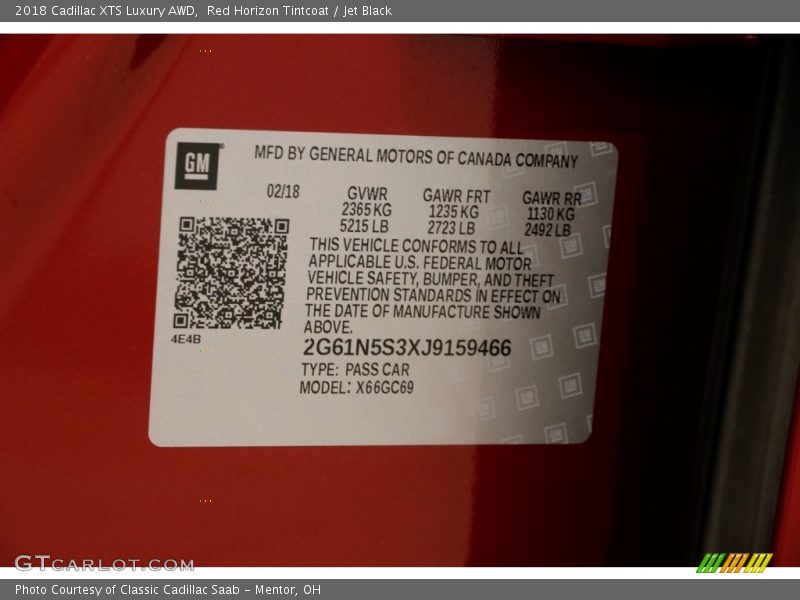 2018 Cadillac XTS Luxury AWD,  Red Horizon Tintcoat / Jet Black
GM
MFD BY GENERAL MOTORS OF CANADA COMPANY
02/18 GVWR GAWR FRT GAWR RR
2365 KG 1235 KG 1130 KG
5215 LB 2723 LB 2492 LB
THIS VEHICLE CONFORMS TO ALL
APPLICABLE U.S. FEDERAL MOTOR
VEHICLE SAFETY, BUMPER, AND THEFT
PREVENTION STANDARDS IN EFFECT ON
THE DATE OF MANUFACTURE SHOWN
ABOVE.
4E4B
2G61N5S3XJ9159466
TYPE: PASS CAR
MODEL: X66GC69
GTCARLOT.COM
Photo Courtesy of Classic Cadillac Saab - Mentor, OH